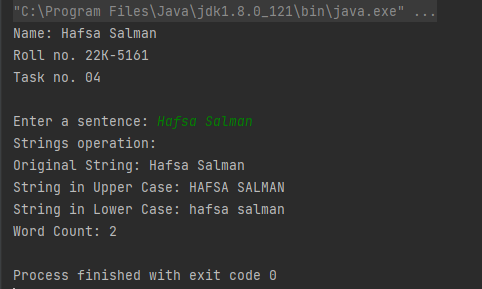 "C:\Program Files\Java\jdk1.8.0_121\bin\java.exe" ...
Name: Hafsa Salman
Roll no. 22K-5161
Task no. 04
Enter a sentence: Hafsa Salman
Strings operation:
Original String: Hafsa Salman
String in Upper Case: HAFSA SALMAN
String in Lower Case: hafsa salman
Word Count: 2
Process finished with exit code 0